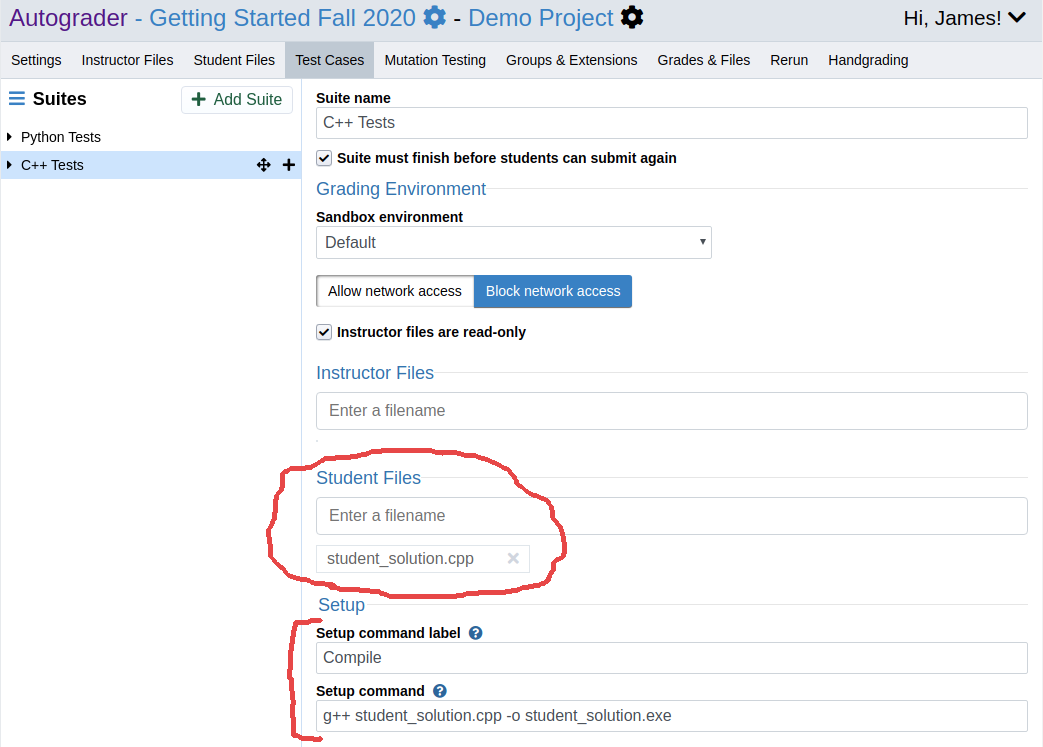 Autograder - Getting Started Fall 2020 - Demo Project Hi, James!
Settings Instructor Files Student Files Test Cases Mutation Testing Groups & Extensions Grades & Files Rerun Handgrading
Suites
Add Suite
Python Tests
C++ Tests
Suite name
C++ Tests
Suite must finish before students can submit again
Grading Environment
Sandbox environment
Default
Allow network access Block network access
Instructor files are read-only
Instructor Files
Enter a filename
Student Files
Enter a filename
student_solution.cpp
Setup
Setup command label
Compile
Setup command
g++ student_solution.cpp -o student_solution.exe